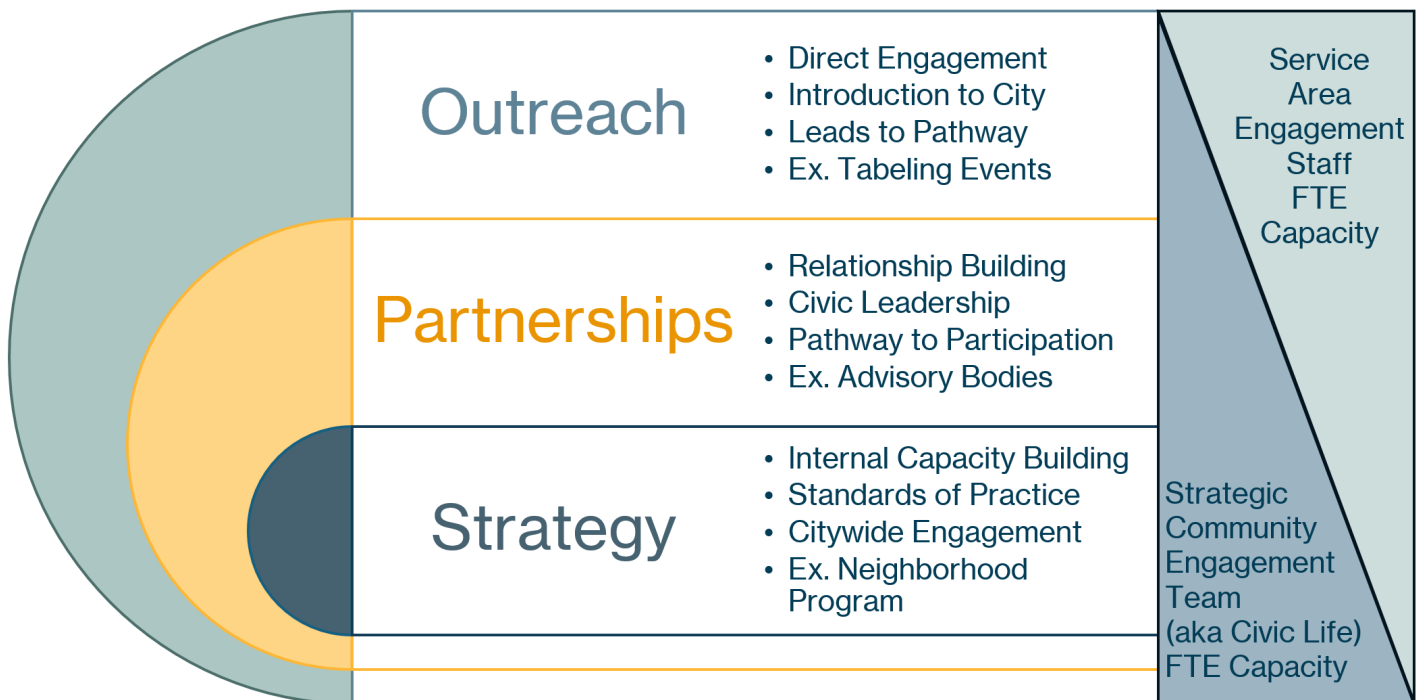 Outreach
• Direct Engagement
• Introduction to City
• Leads to Pathway
• Ex. Tabeling Events
Partnerships
• Relationship Building
• Civic Leadership
• Pathway to Participation
• Ex. Advisory Bodies
Strategy
• Internal Capacity Building
• Standards of Practice
• Citywide Engagement
• Ex. Neighborhood
Program
Service
Area
Engagement
Staff
FTE
Capacity
Strategic
Community
Engagement
Team
(aka Civic Life)
FTE Capacity